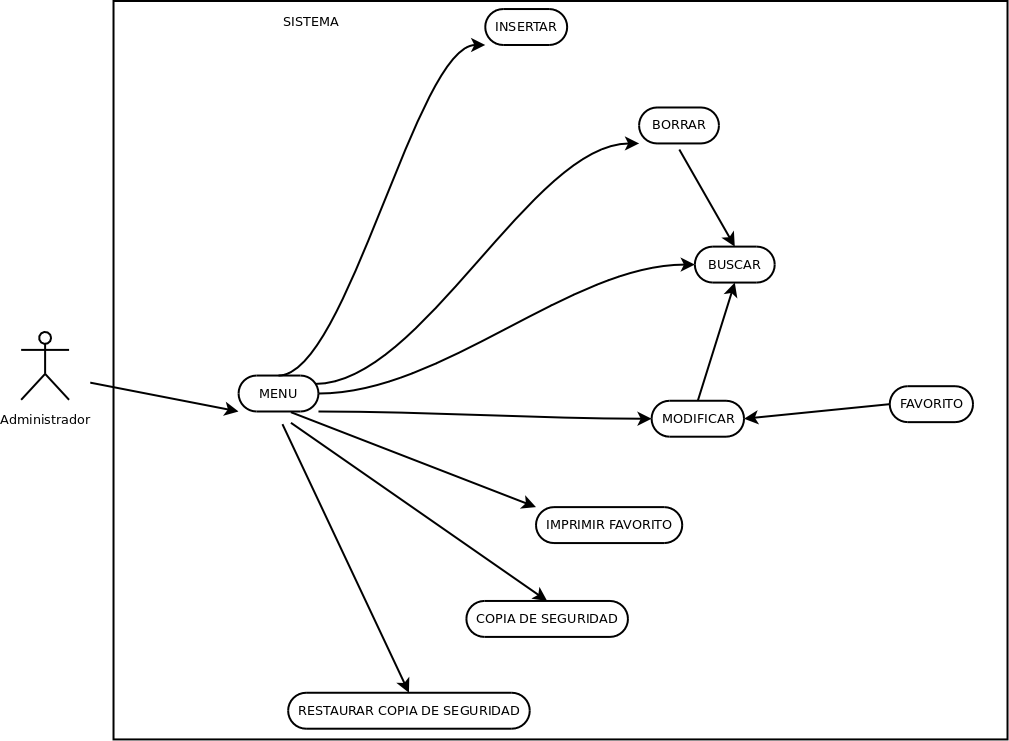 SISTEMA
INSERTAR
BORRAR
BUSCAR
MENU
Administrador
MODIFICAR
FAVORITO
IMPRIMIR FAVORITO
COPIA DE SEGURIDAD
RESTAURAR COPIA DE SEGURIDAD